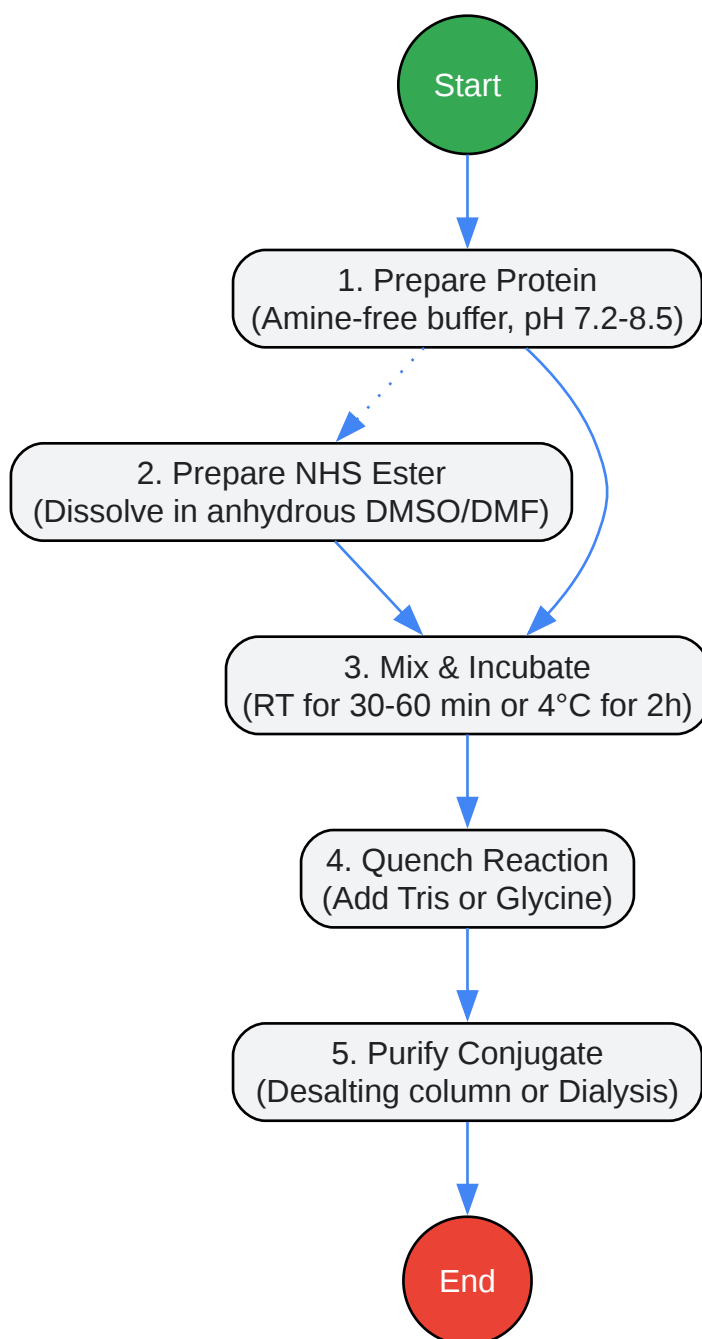 Start
1. Prepare Protein
(Amine-free buffer, pH 7.2-8.5)
2. Prepare NHS Ester
(Dissolve in anhydrous DMSO/DMF)
3. Mix & Incubate
(RT for 30-60 min or 4°C for 2h)
4. Quench Reaction
(Add Tris or Glycine)
5. Purify Conjugate
(Desalting column or Dialysis)
End